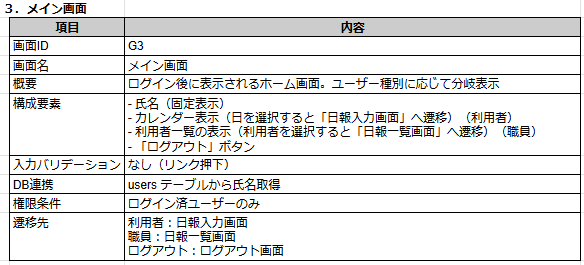 ３．メイン画面
項目 内容
画面ID G3
画面名 メイン画面
概要 ログイン後に表示されるホーム画面。ユーザー種別に応じて分岐表示
構成要素 - 氏名（固定表示）
- カレンダー表示（日を選択すると「日報入力画面」へ遷移）（利用者）
- 利用者一覧の表示（利用者を選択すると「日報一覧画面」へ遷移）（職員）
- 「ログアウト」ボタン
入力バリデーション なし（リンク押下）
DB連携 users テーブルから氏名取得
権限条件 ログイン済ユーザーのみ
遷移先 利用者：日報入力画面
職員：日報一覧画面
ログアウト：ログアウト画面